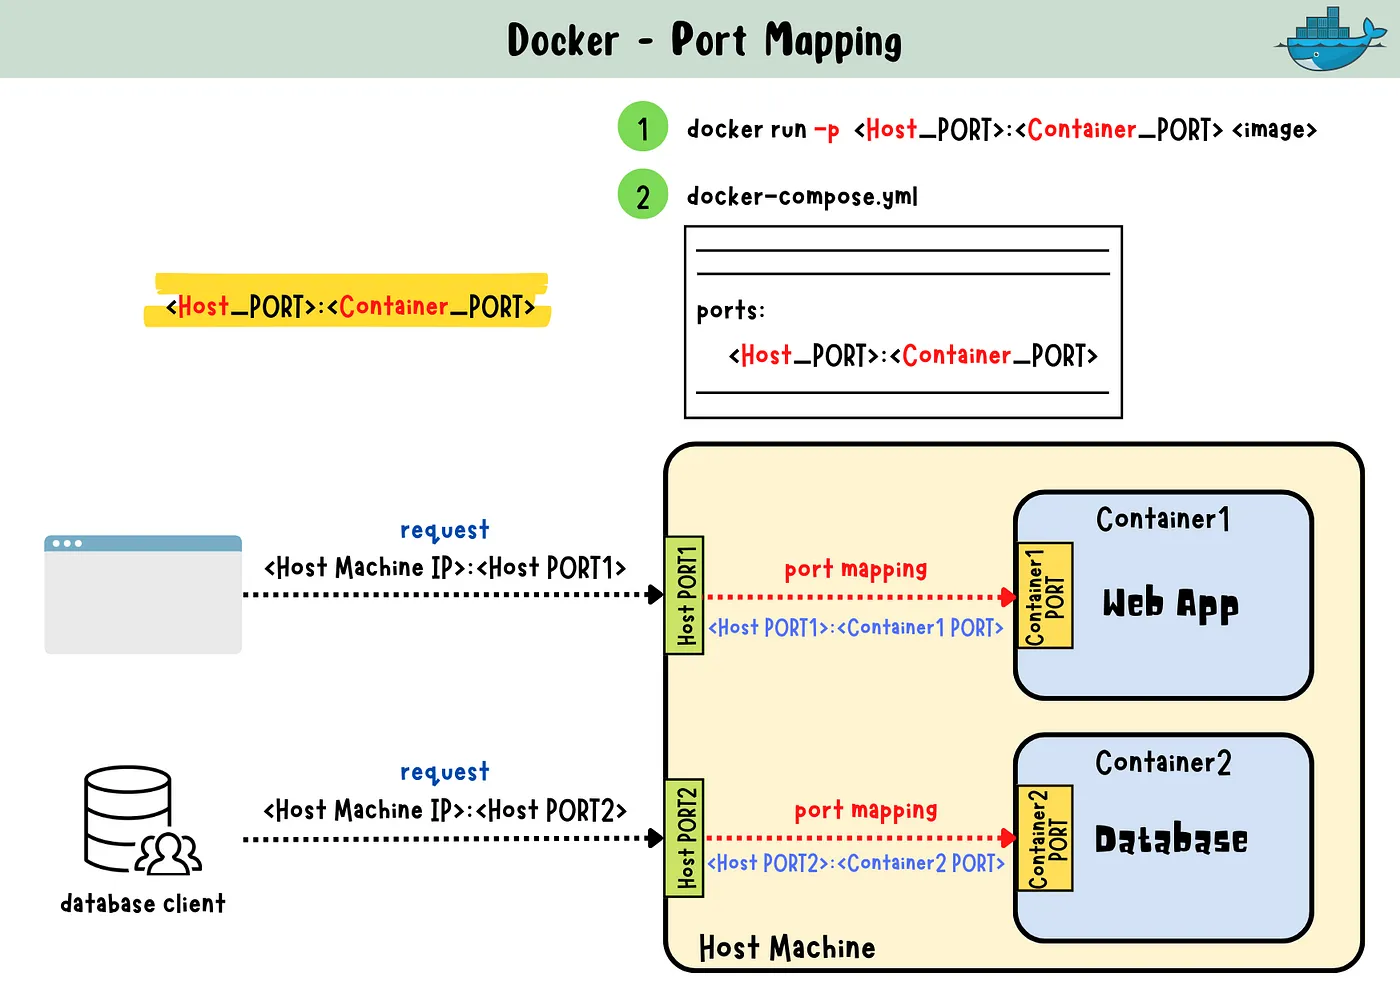 Docker - Port Mapping
1 docker run -p <Host_PORT>:<Container_PORT> <image>
2 docker-compose.yml
<Host_PORT>:<Container_PORT>
ports:
<Host_PORT>:<Container_PORT>
request
<Host Machine IP>:<Host PORT1>
Host PORT1
port mapping
<Host PORT1>:<Container1 PORT>
Container1
PORT
Container1
Web App
request
<Host Machine IP>:<Host PORT2>
database client
Host PORT2
port mapping
<Host PORT2>:<Container2 PORT>
Container2
PORT
Container2
Database
Host Machine